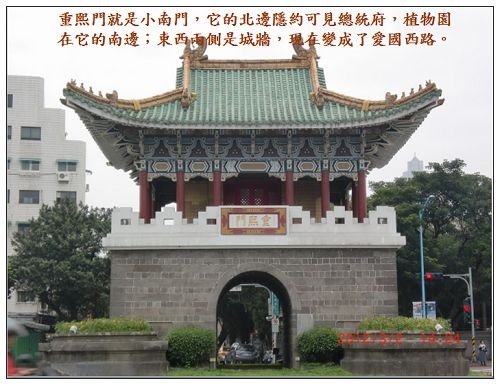 重熙門就是小南門，它的北邊隱約可見總統府，植物園
在它的南邊；東西兩側是城牆，現在變成了愛國西路。
門熙重